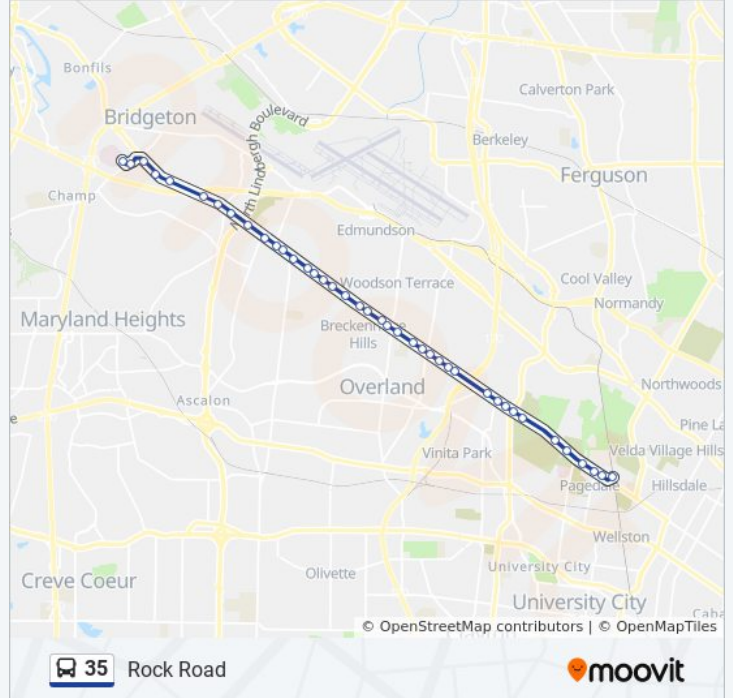 Bonfils
Calverton Park
Bridgeton
North Lindbergh Boulevard
Berkeley
Ferguson
Champ
Edmundson
Cool Valley
Woodson Terrace
Normandy
Maryland Heights
Breckenridge
Hills
Overland
Northwoods
Ascalon
Pine La
Vinita Park
Velda Village Hills
Pagedale
Hillsdale
Wellston
Olivette
University City
Creve Coeur
University City
Caba
© OpenStreetMap contributors | © OpenMapTiles
35 Rock Road
moovit